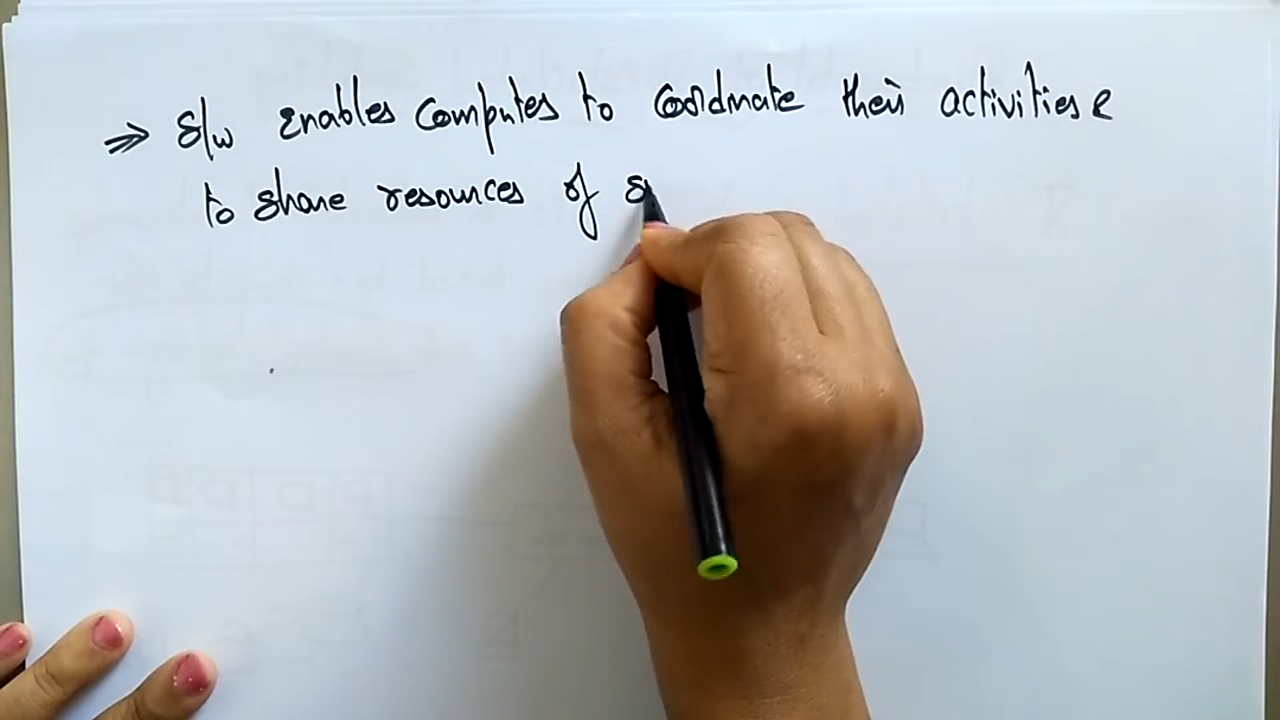 ⇒ S/w Enables Computes to Coordinate their activities &
to share resources of s